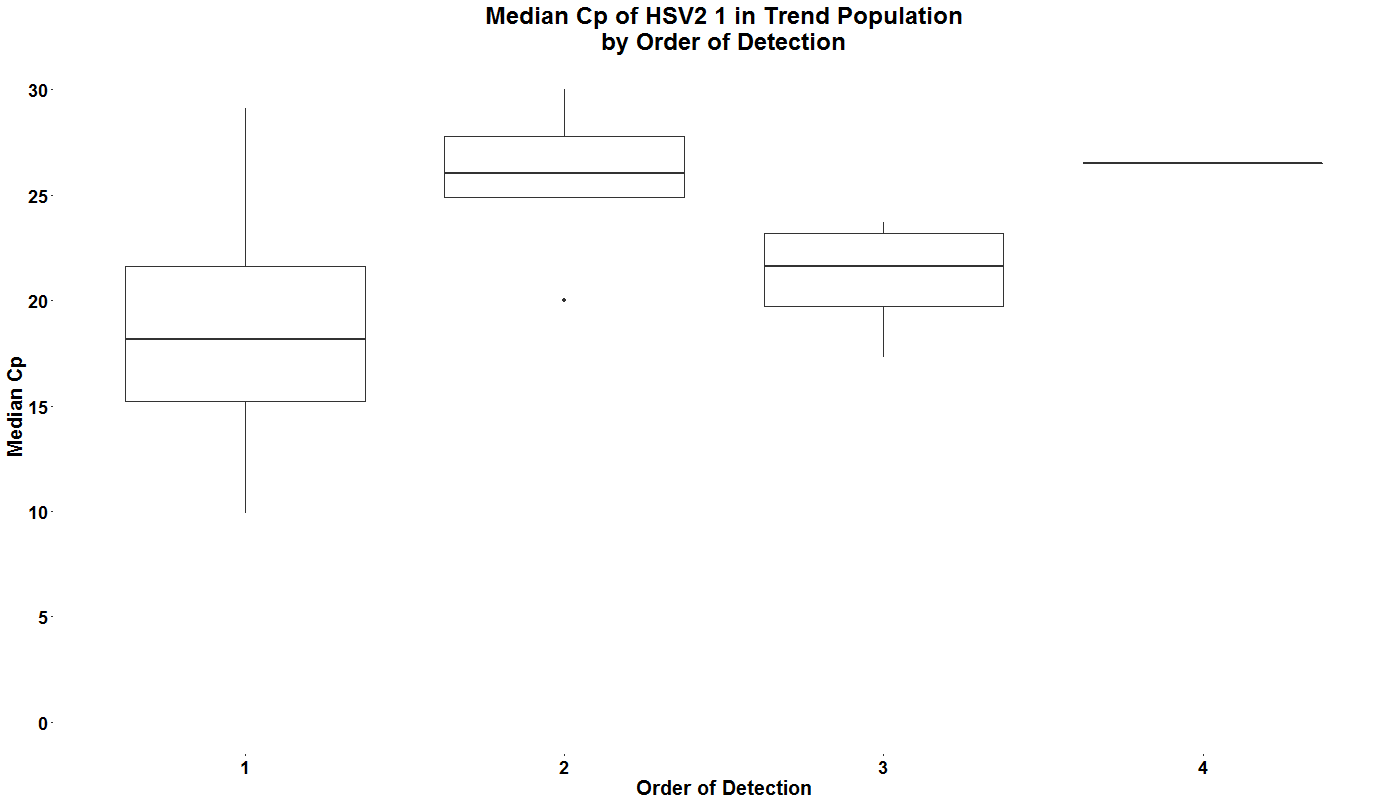 Median Cp of HSV2 1 in Trend Population
by Order of Detection
30
25
20
15
10
5
0
Median Cp
1 2 3 4
Order of Detection